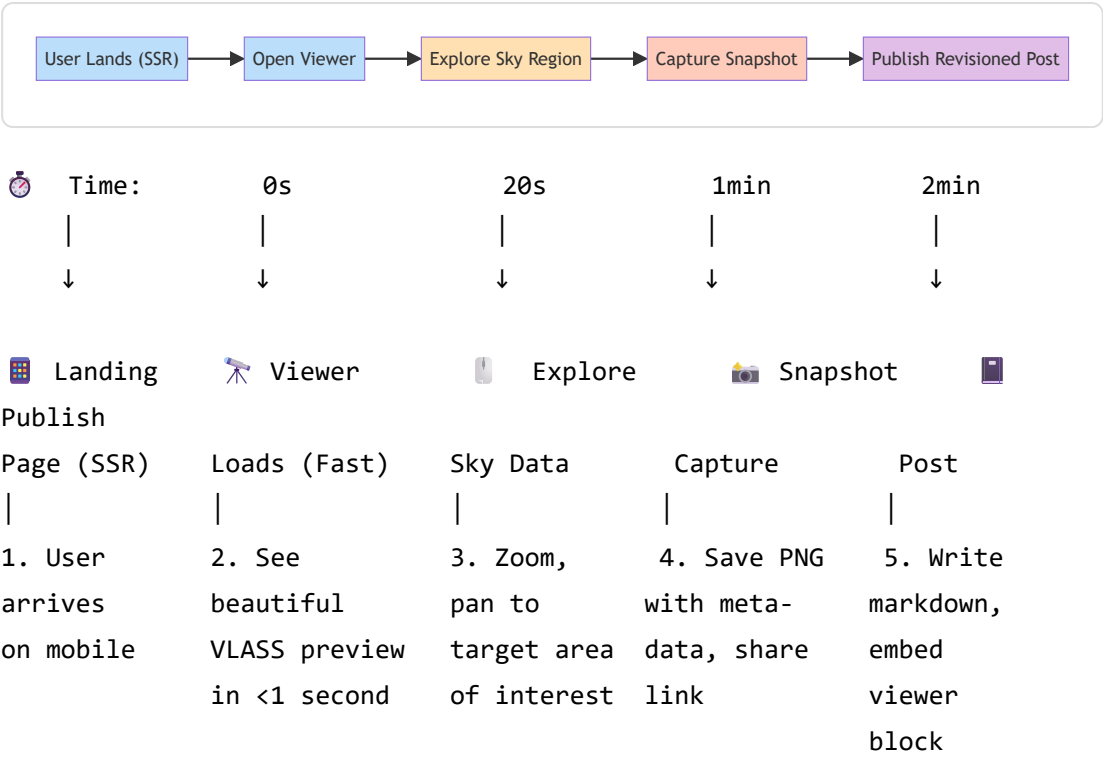 User Lands (SSR) Open Viewer Explore Sky Region Capture Snapshot Publish Revisioned Post
⏱️ Time: 0s 20s 1min 2min
│ │ │ │ │
↓ ↓ ↓ ↓ ↓
📱 Landing 🔭 Viewer 🖱️ Explore 📸 Snapshot 📓
Publish
Page (SSR) Loads (Fast) Sky Data Capture Post
│ │ │ │ │
1. User 2. See 3. Zoom, 4. Save PNG 5. Write
arrives beautiful pan to with meta- markdown,
on mobile VLASS preview target area data, share embed
in <1 second of interest link viewer
block